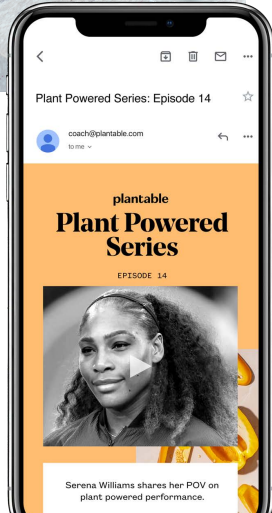 Plant Powered Series: Episode 14
coach@plantable.com
to me
plantable
Plant Powered
Series
EPISODE 14
Serena Williams shares her POV on
plant powered performance.